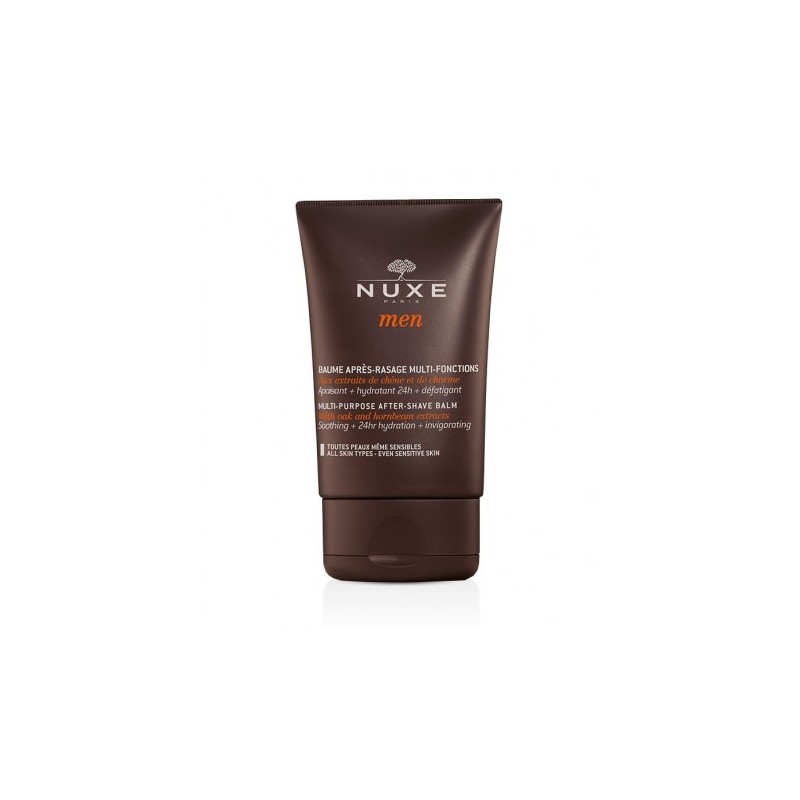 NUXE
PARIS
men
BAUME APRÈS-RASAGE MULTI-FONCTIONS
Aux extraits de chêne et de charme
Apaisant + hydratant 24h + défatigant
MULTI-PURPOSE AFTER-SHAVE BALM
With oak and hornbeam extracts
Soothing + 24hr hydration + invigorating
TOUTES PEAUX MÊME SENSIBLES
ALL SKIN TYPES - EVEN SENSITIVE SKIN